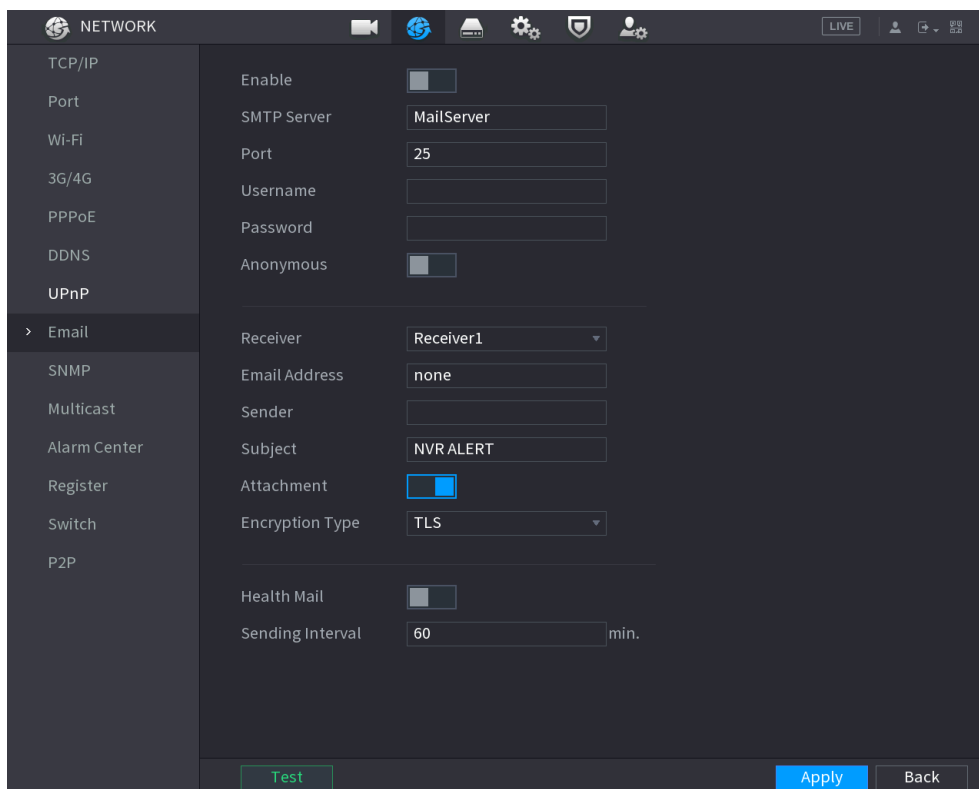 NETWORK
LIVE
TCP/IP
Port
Wi-Fi
3G/4G
PPPoE
DDNS
UPnP
Email
SNMP
Multicast
Alarm Center
Register
Switch
P2P
Enable
SMTP Server MailServer
Port 25
Username
Password
Anonymous
Receiver Receiver1
Email Address none
Sender
Subject NVR ALERT
Attachment
Encryption Type TLS
Health Mail
Sending Interval 60 min.
Test Apply Back